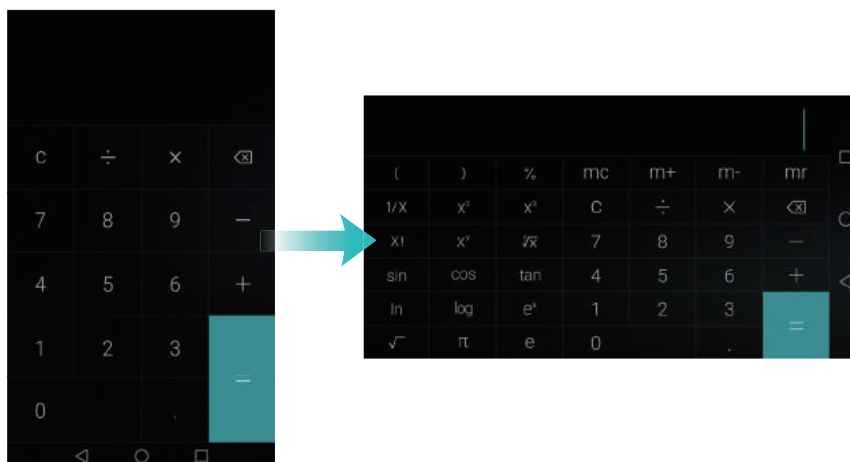 C ÷ × ⌫
7 8 9 −
4 5 6 +
1 2 3 =
0 .
( ) % mc m+ m- mr
1/X X² X³ C ÷ × ⌫
X! Xʸ ʸ√x 7 8 9 −
sin cos tan 4 5 6 +
ln log eˣ 1 2 3 =
√ π e 0 .